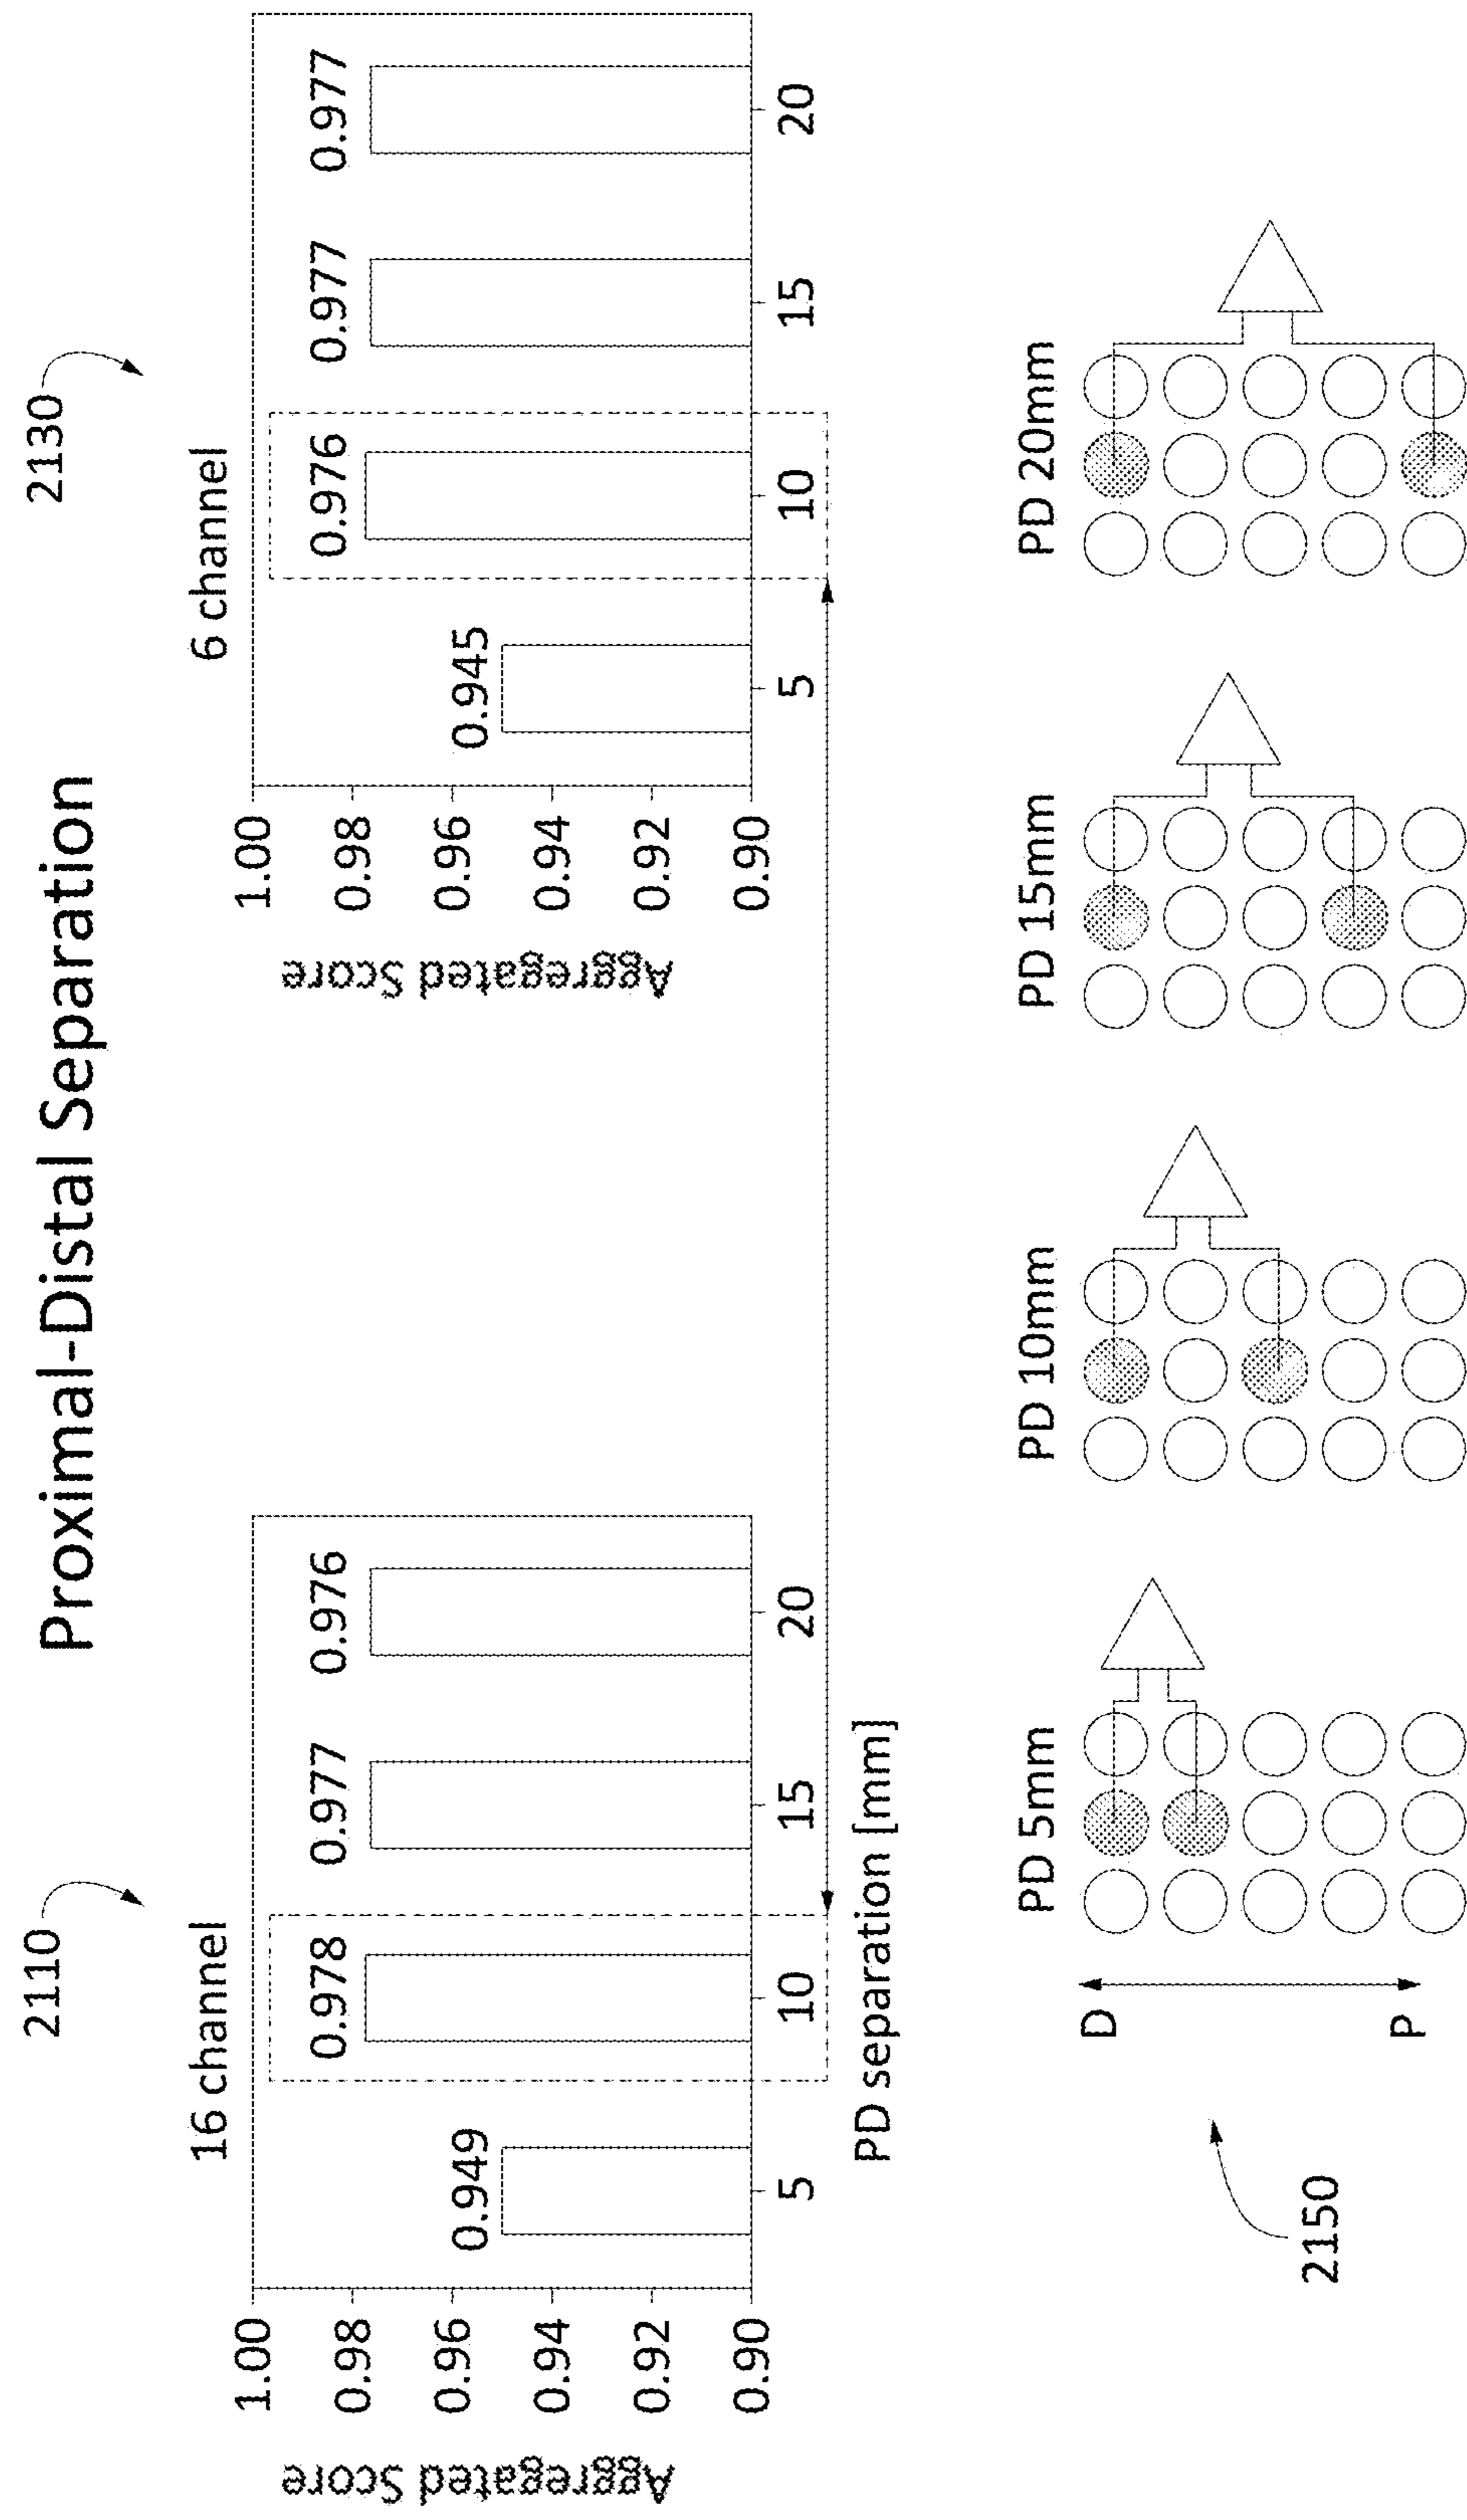 Proximal-Distal Separation
2110
2130
16 channel
6 channel
Aggregated Score
1.00
0.98
0.96
0.94
0.92
0.90
0.949
0.978
0.977
0.976
5
10
15
20
Aggregated Score
1.00
0.98
0.96
0.94
0.92
0.90
0.945
0.976
0.977
0.977
5
10
15
20
PD separation [mm]
2150
D
P
PD 5mm
PD 10mm
PD 15mm
PD 20mm